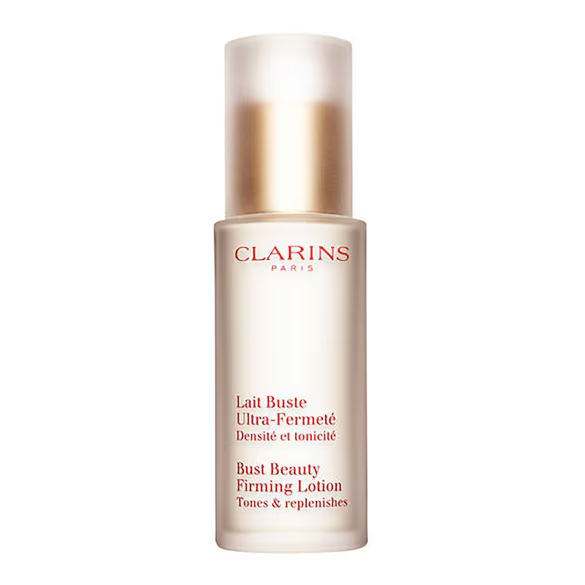 CLARINS
PARIS
Lait Buste
Ultra-Fermeté
Densité et tonicité
Bust Beauty
Firming Lotion
Tones & replenishes